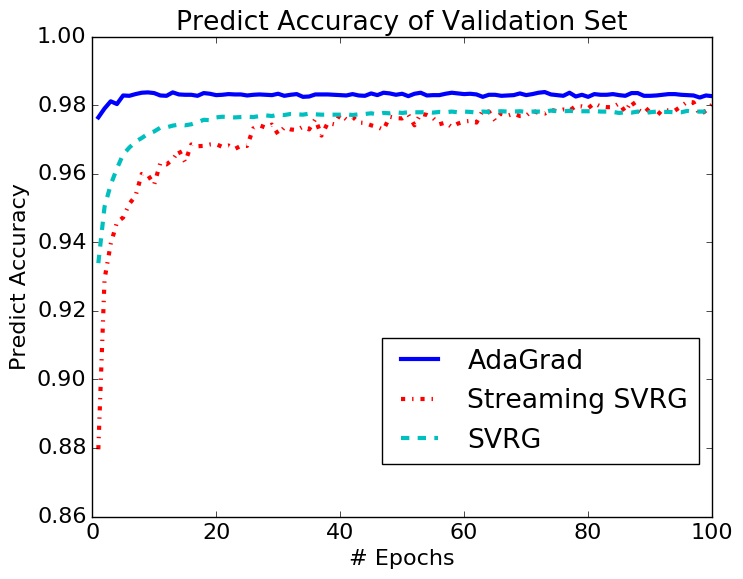 Predict Accuracy of Validation Set
1.00
0.98
0.96
0.94
0.92
0.90
0.88
0.86
Predict Accuracy
AdaGrad
Streaming SVRG
SVRG
0 20 40 60 80 100
# Epochs